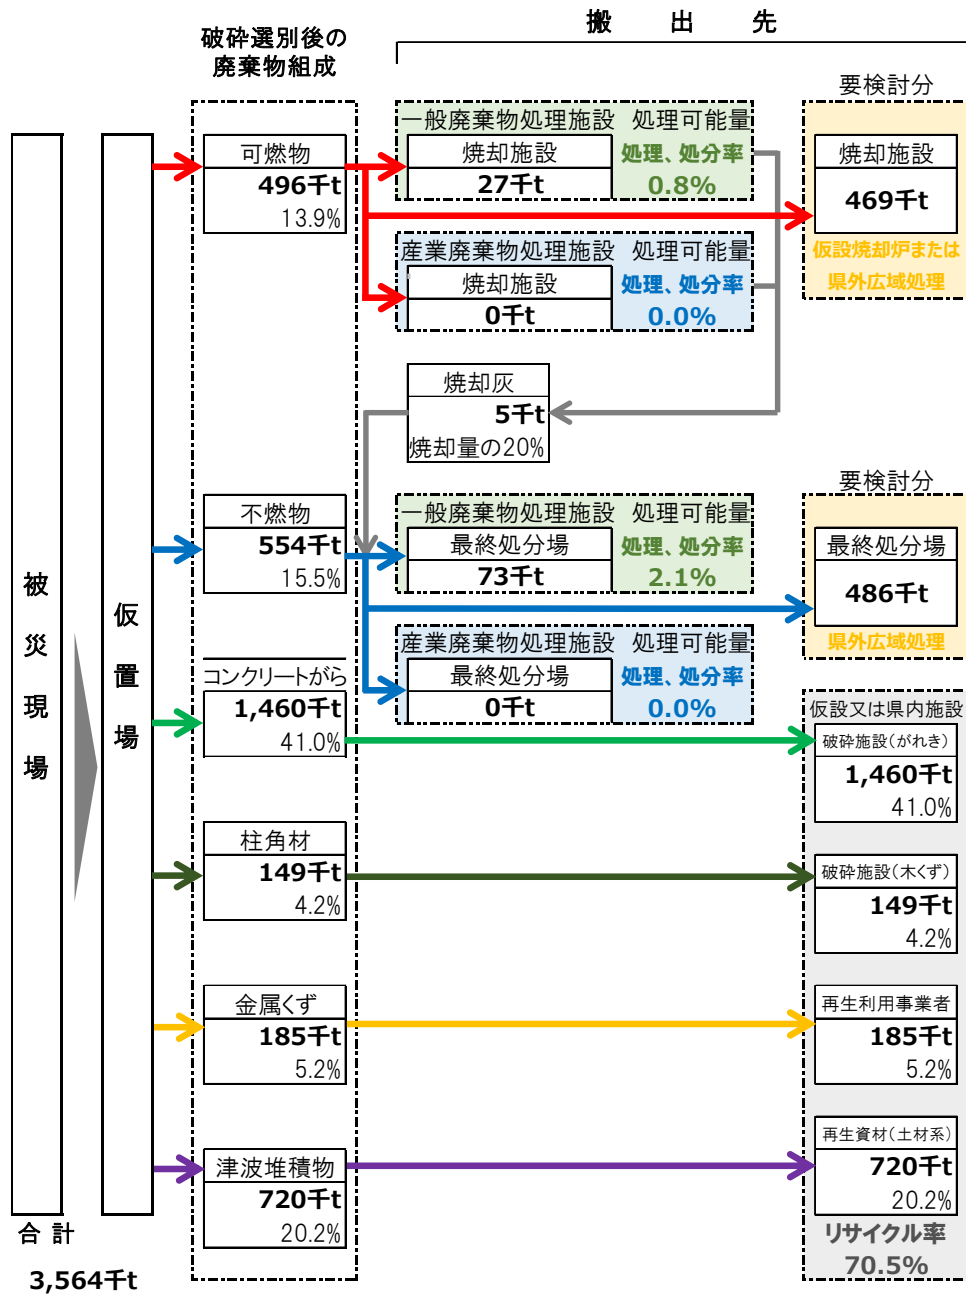 搬 出 先
破砕選別後の
廃棄物組成
要検討分
一般廃棄物処理施設 処理可能量
可燃物
496千t
13.9%
焼却施設
27千t
処理、処分率
0.8%
焼却施設
469千t
仮設焼却炉または
県外広域処理
産業廃棄物処理施設 処理可能量
焼却施設
0千t
処理、処分率
0.0%
焼却灰
5千t
焼却量の20%
要検討分
不燃物
554千t
15.5%
一般廃棄物処理施設 処理可能量
最終処分場
73千t
処理、処分率
2.1%
最終処分場
486千t
県外広域処理
産業廃棄物処理施設 処理可能量
最終処分場
0千t
処理、処分率
0.0%
被災現場
仮置場
コンクリートがら
1,460千t
41.0%
仮設又は県内施設
破砕施設(がれき)
1,460千t
41.0%
柱角材
149千t
4.2%
破砕施設(木くず)
149千t
4.2%
金属くず
185千t
5.2%
再生利用事業者
185千t
5.2%
津波堆積物
720千t
20.2%
再生資材(土材系)
720千t
20.2%
リサイクル率
70.5%
合計
3,564千t